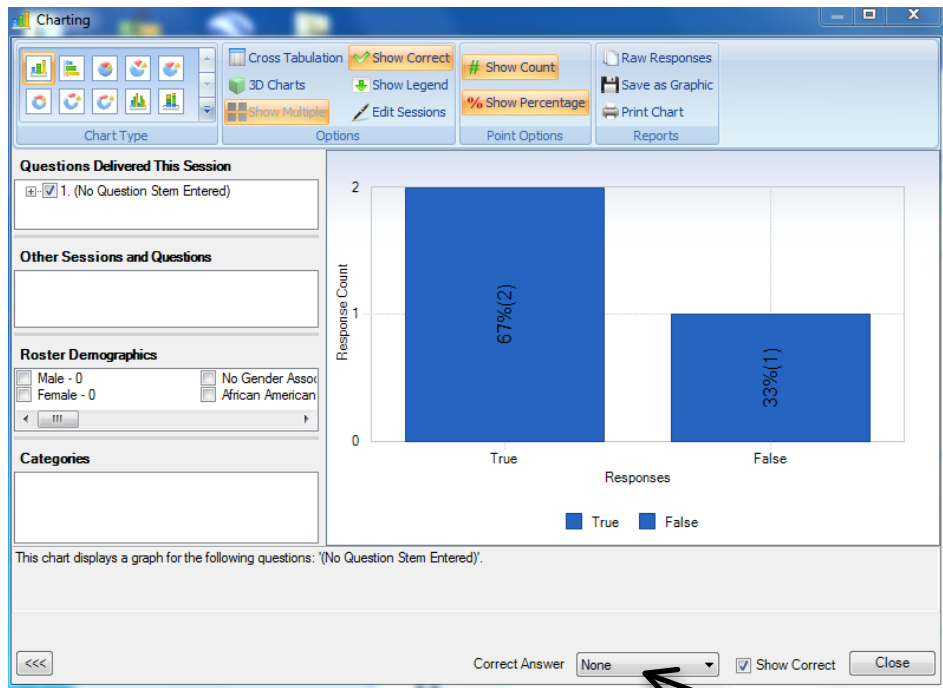 Charting
Cross Tabulation
Show Correct
3D Charts
Show Legend
Show Multiple
Edit Sessions
# Show Count
% Show Percentage
Raw Responses
Save as Graphic
Print Chart
Chart Type
Options
Point Options
Reports
Questions Delivered This Session
1. (No Question Stem Entered)
Other Sessions and Questions
Roster Demographics
Male - 0
No Gender Assoc
Female - 0
African American
Categories
2
1
0
Response Count
67%(2)
33%(1)
True
False
Responses
True
False
This chart displays a graph for the following questions: '(No Question Stem Entered)'.
<<<
Correct Answer
None
Show Correct
Close